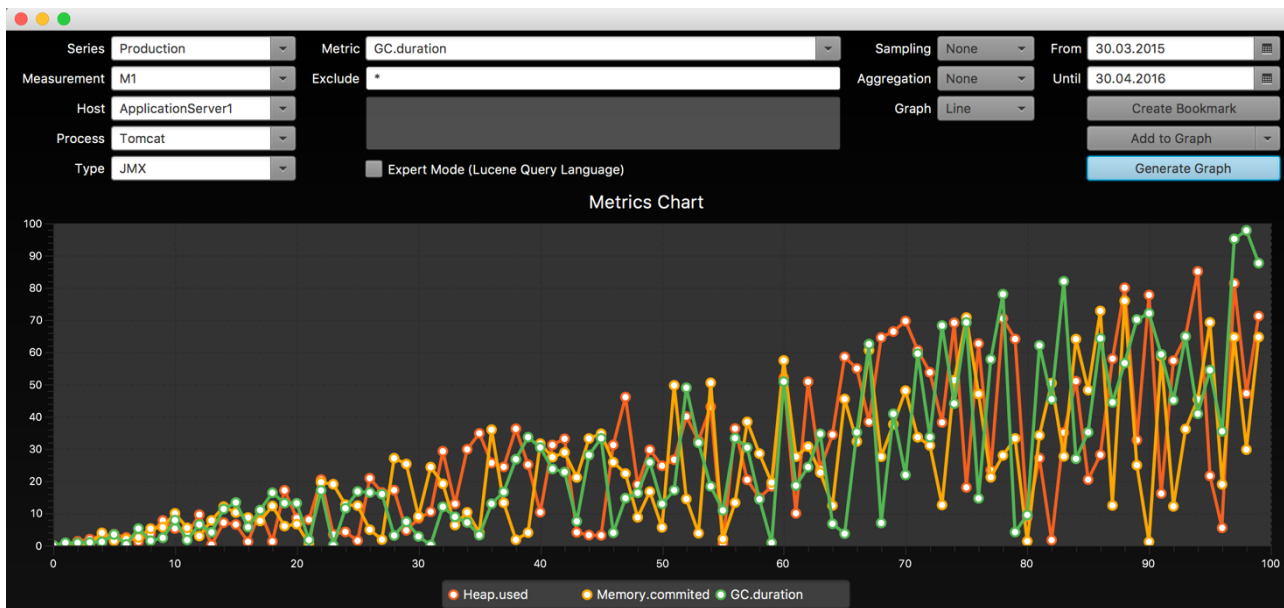 Series Production Metric GC.duration Sampling None From 30.03.2015
Measurement M1 Exclude * Aggregation None Until 30.04.2016
Host ApplicationServer1 Graph Line Create Bookmark
Process Tomcat Add to Graph
Type JMX Expert Mode (Lucene Query Language) Generate Graph
Metrics Chart
100
90
80
70
60
50
40
30
20
10
0
0 10 20 30 40 50 60 70 80 90 100
Heap.used Memory.commited GC.duration